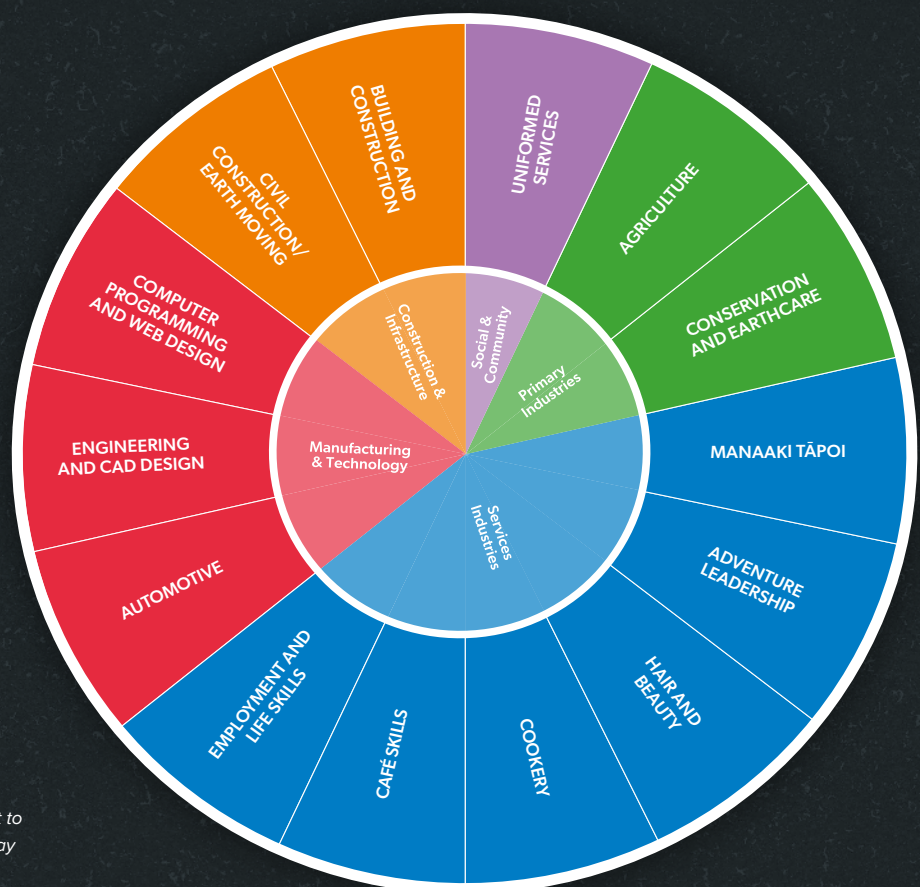 UNIFORMED
SERVICES
AGRICULTURE
CONSERVATION
AND EARTHCARE
MANAAKI TĀPOI
ADVENTURE
LEADERSHIP
HAIR AND
BEAUTY
COOKERY
CAFÉ SKILLS
EMPLOYMENT AND
LIFE SKILLS
AUTOMOTIVE
ENGINEERING
AND CAD DESIGN
COMPUTER
PROGRAMMING
AND WEB DESIGN
CIVIL
CONSTRUCTION/
EARTH MOVING
BUILDING AND
CONSTRUCTION
Social &
Community
Primary
Industries
Services
Industries
Manufacturing
& Technology
Construction &
Infrastructure
to